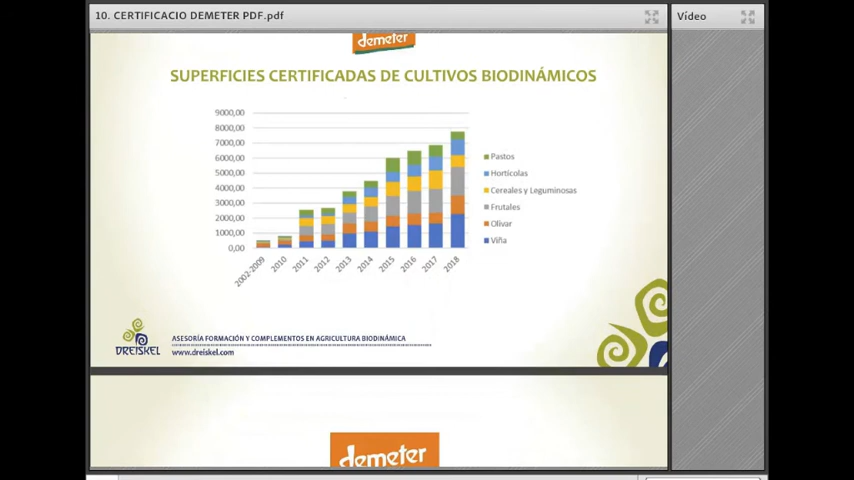 10. CERTIFICACIO DEMETER PDF.pdf
Vídeo
demeter
SUPERFICIES CERTIFICADAS DE CULTIVOS BIODINÁMICOS
9000,00
8000,00
7000,00
6000,00
5000,00
4000,00
3000,00
2000,00
1000,00
0,00
2002-2009
2010
2011
2012
2013
2014
2015
2016
2017
2018
Pastos
Hortícolas
Cereales y Leguminosas
Frutales
Olivar
Viña
DREISKEL
ASESORÍA FORMACIÓN Y COMPLEMENTOS EN AGRICULTURA BIODINÁMICA
www.dreiskel.com
demeter